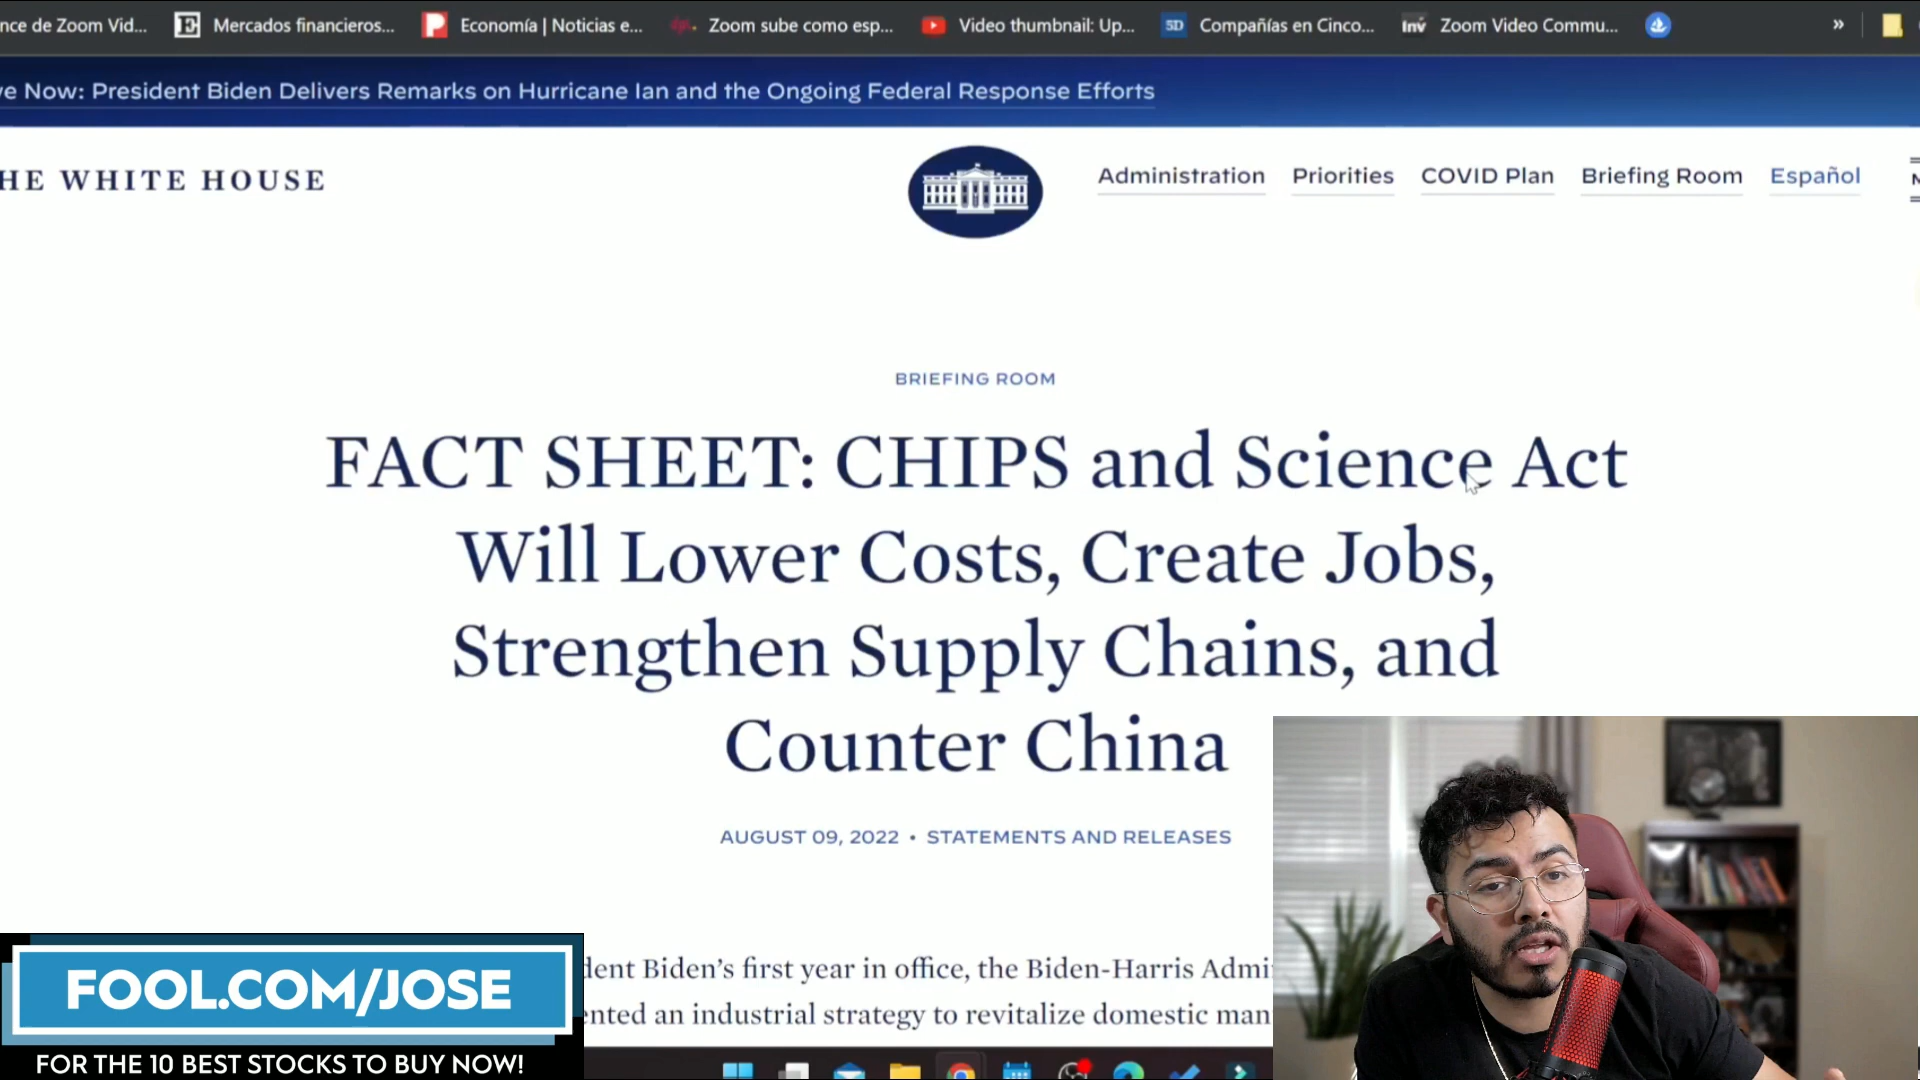 nce de Zoom Vid...
Mercados financieros...
Economía | Noticias e...
Zoom sube como esp...
Video thumbnail: Up...
5D Compañías en Cinco...
Inv Zoom Video Commu...
»
ve Now: President Biden Delivers Remarks on Hurricane Ian and the Ongoing Federal Response Efforts
HE WHITE HOUSE
Administration Priorities COVID Plan Briefing Room Español
BRIEFING ROOM
FACT SHEET: CHIPS and Science Act
Will Lower Costs, Create Jobs,
Strengthen Supply Chains, and
Counter China
AUGUST 09, 2022 • STATEMENTS AND RELEASES
dent Biden's first year in office, the Biden-Harris Admi
ented an industrial strategy to revitalize domestic man
FOOL.COM/JOSE
FOR THE 10 BEST STOCKS TO BUY NOW!